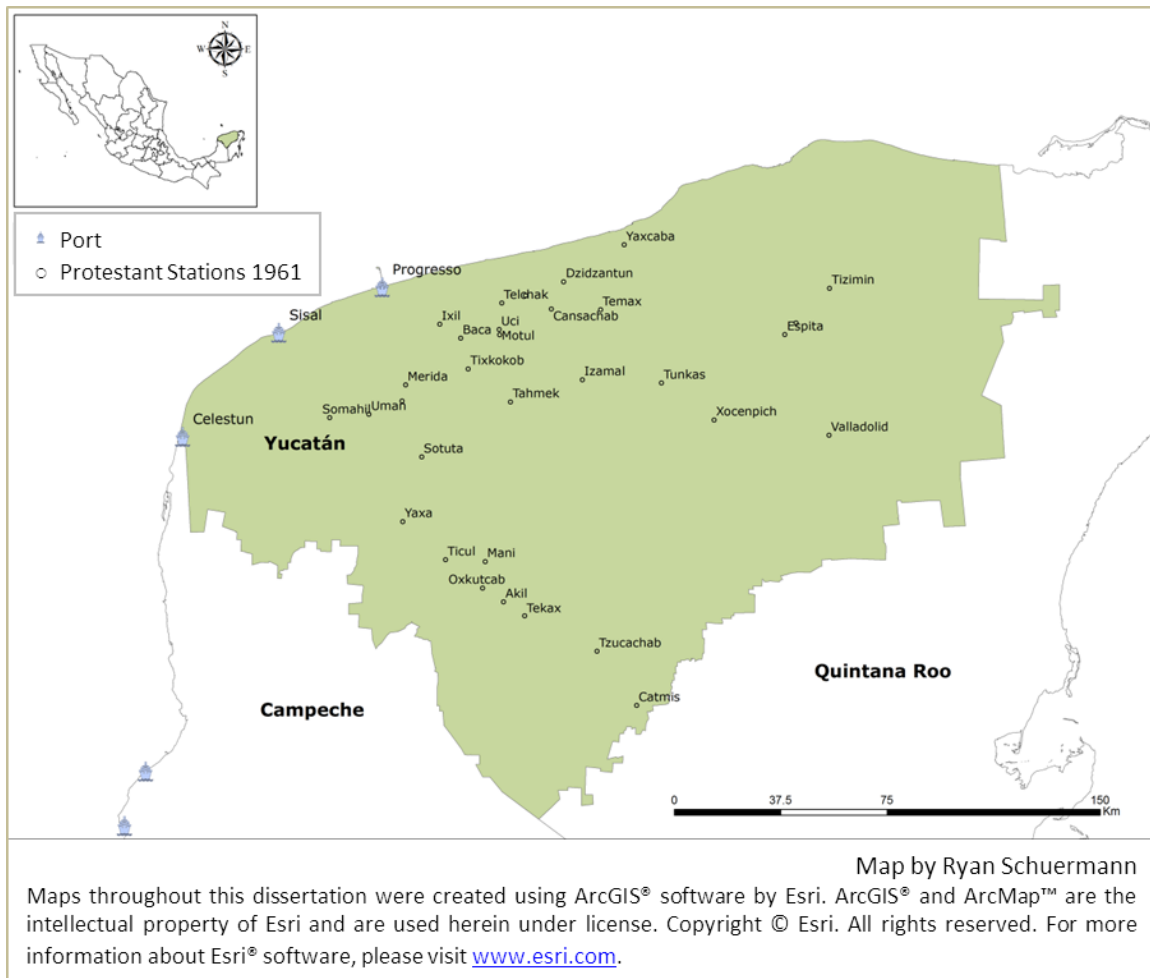 N
W
E
S
Port
Protestant Stations 1961
Yaxcaba
Progresso
Dzidzantun
Tizimin
Telchak
Temax
Sisal
Ixil
Uci
Cansachab
Espita
Baca
Motul
Tixkokob
Merida
Izamal
Tunkas
Tahmek
Somahil
Uman
Xocenpich
Celestun
Valladolid
Yucatán
Sotuta
Yaxa
Ticul
Mani
Oxkutcab
Akil
Tekax
Tzucachab
Quintana Roo
Catmis
Campeche
0 37.5 75 150
Km
Map by Ryan Schuermann
Maps throughout this dissertation were created using ArcGIS® software by Esri. ArcGIS® and ArcMap™ are the
intellectual property of Esri and are used herein under license. Copyright © Esri. All rights reserved. For more
information about Esri® software, please visit www.esri.com.